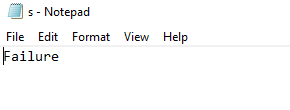 s - Notepad
File Edit Format View Help
Failure